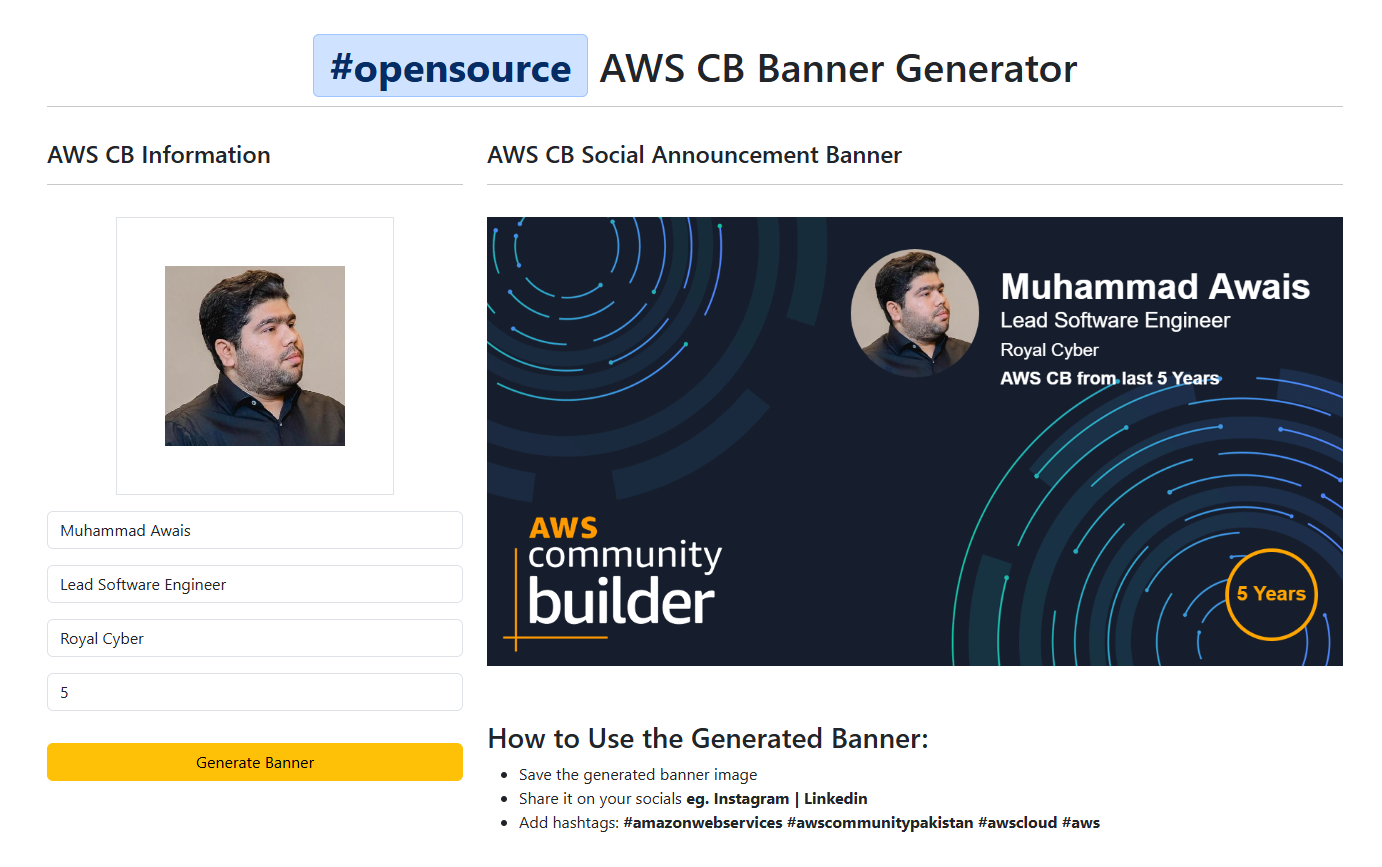 #opensource AWS CB Banner Generator
AWS CB Information
Muhammad Awais
Lead Software Engineer
Royal Cyber
5
Generate Banner
AWS CB Social Announcement Banner
Muhammad Awais
Lead Software Engineer
Royal Cyber
AWS CB from last 5 Years
AWS
community
builder
5 Years
How to Use the Generated Banner:
Save the generated banner image
Share it on your socials eg. Instagram | Linkedin
Add hashtags: #amazonwebservices #awscommunitypakistan #awscloud #aws